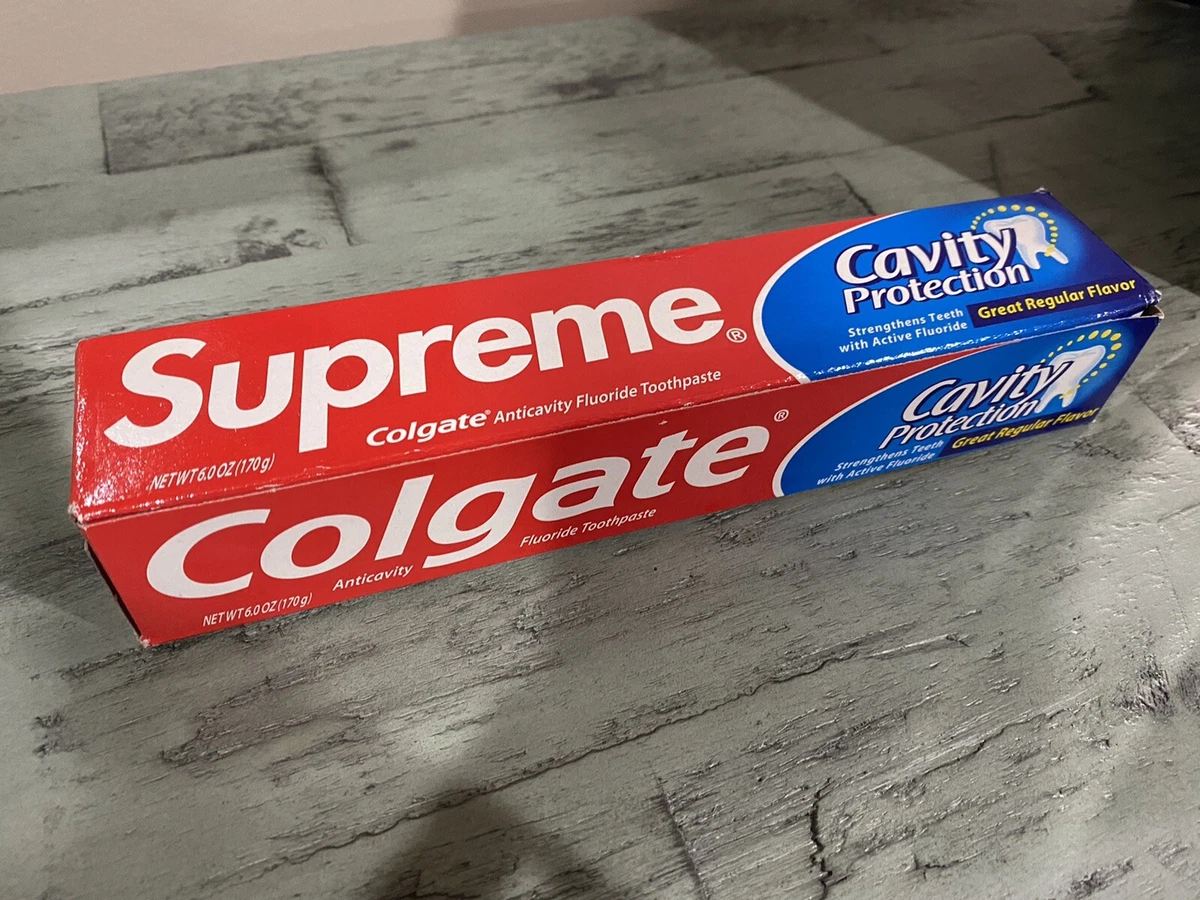 Supreme®
Colgate® Anticavity Fluoride Toothpaste
NET WT 6.0 OZ (170 g)
Cavity
Protection
Great Regular Flavor
Strengthens Teeth
with Active Fluoride
Colgate®
Anticavity Fluoride Toothpaste
NET WT 6.0 OZ (170 g)
Cavity
Protection
Great Regular Flavor
Strengthens Teeth
with Active Fluoride